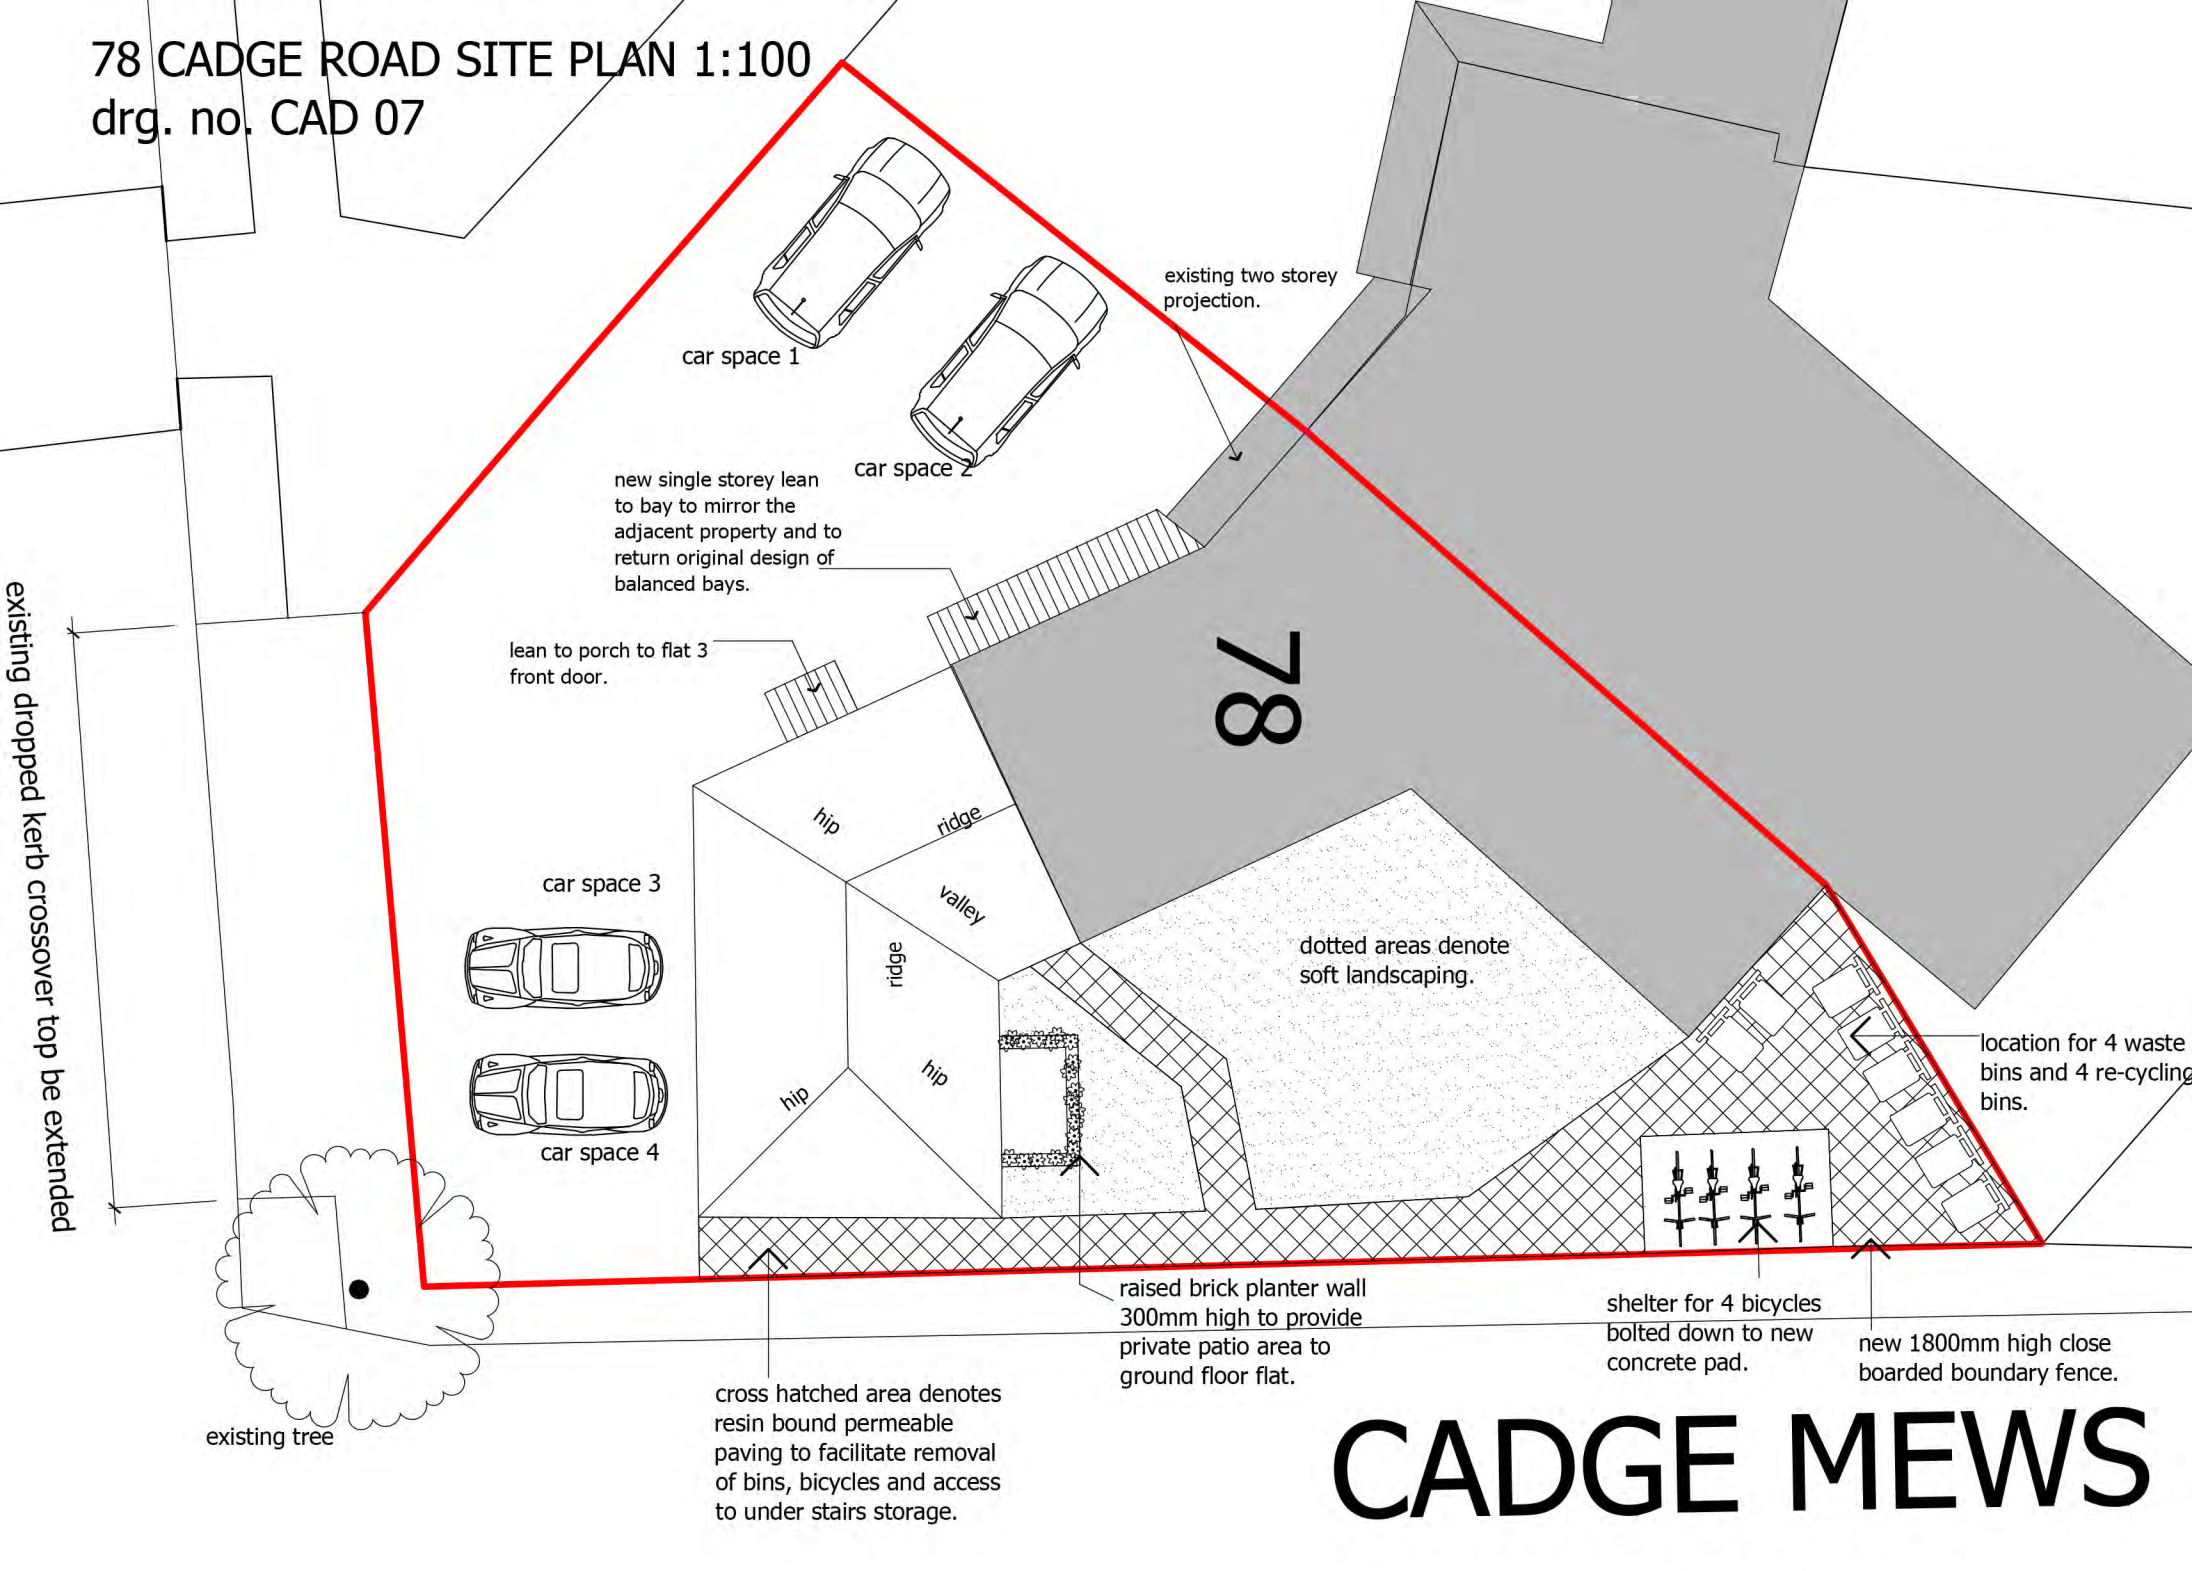 78 CADGE ROAD SITE PLAN 1:100
drg. no. CAD 07
existing two storey
projection.
car space 1
car space 2
new single storey lean
to bay to mirror the
adjacent property and to
return original design of
balanced bays.
lean to porch to flat 3
front door.
78
existing dropped kerb crossover top be extended
hip
ridge
valley
ridge
hip
hip
car space 3
car space 4
dotted areas denote
soft landscaping.
location for 4 waste
bins and 4 re-cycling
bins.
raised brick planter wall
300mm high to provide
private patio area to
ground floor flat.
shelter for 4 bicycles
bolted down to new
concrete pad.
new 1800mm high close
boarded boundary fence.
existing tree
cross hatched area denotes
resin bound permeable
paving to facilitate removal
of bins, bicycles and access
to under stairs storage.
CADGE MEWS